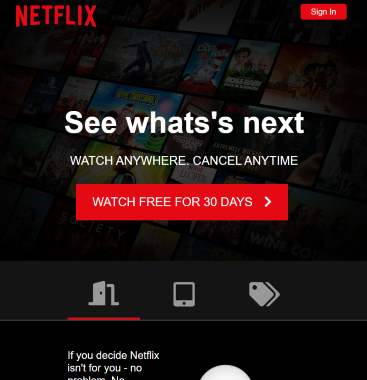 NETFLIX
Sign In
See whats's next
WATCH ANYWHERE. CANCEL ANYTIME
WATCH FREE FOR 30 DAYS
If you decide Netflix
isn't for you - no
problem. No